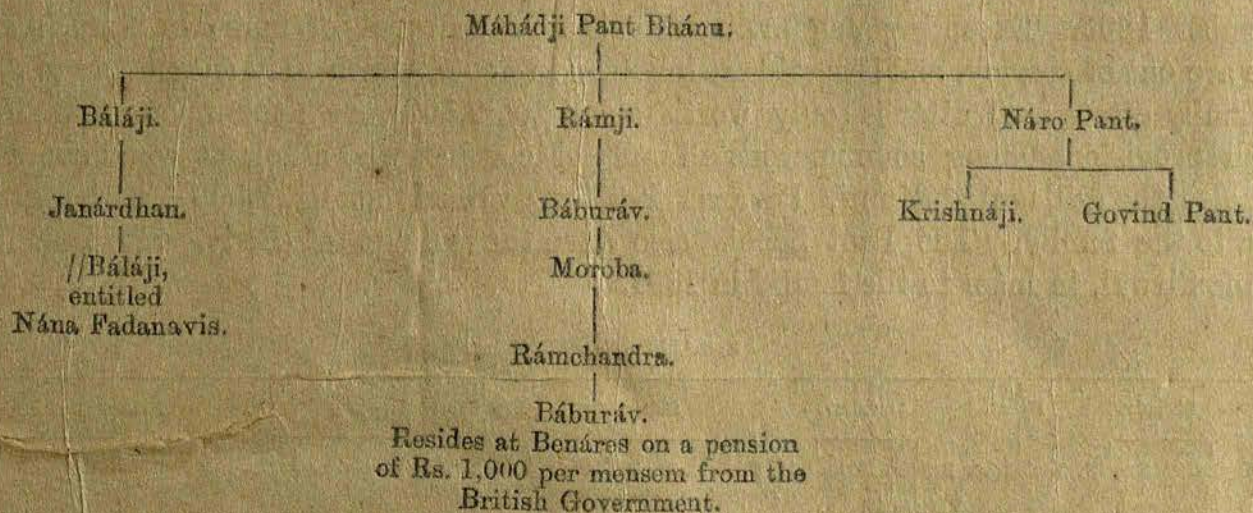 Máhádji Pant Bhánu.
Báláji. Rámji. Náro Pant.
Janárdhan. Báburáv. Krishnáji. Govind Pant.
//Báláji, Moroba.
entitled
Nána Fadanavis.
Rámchandra.
Báburáv.
Resides at Benáres on a pension
of Rs. 1,000 per mensem from the
British Government.